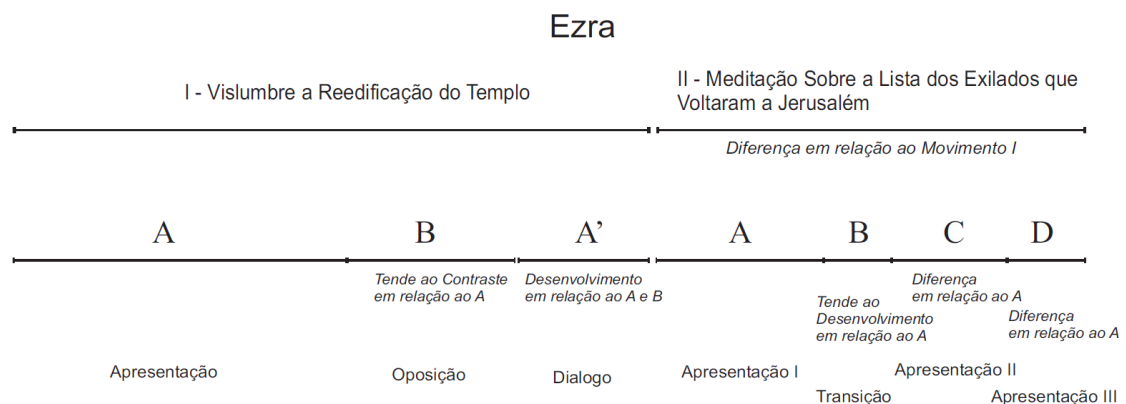 Ezra
I - Vislumbre a Reedificação do Templo
II - Meditação Sobre a Lista dos Exilados que
Voltaram a Jerusalém
Diferença em relação ao Movimento I
A
B
A’
A
B
C
D
Tende ao Contraste
em relação ao A
Desenvolvimento
em relação ao A e B
Tende ao
Desenvolvimento
em relação ao A
Diferença
em relação ao A
Diferença
em relação ao A
Apresentação
Oposição
Dialogo
Apresentação I
Transição
Apresentação II
Apresentação III